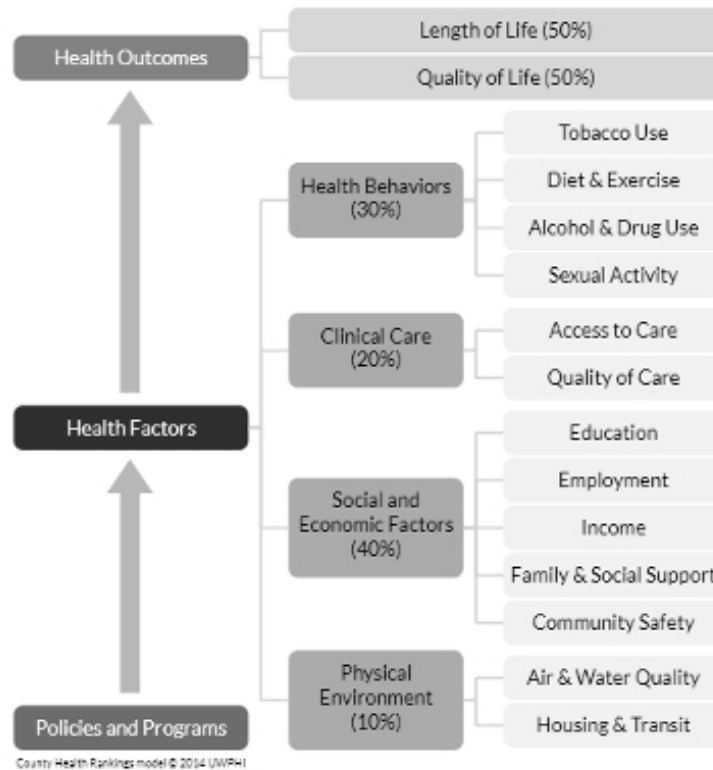 Length of Life (50%)
Health Outcomes
Quality of Life (50%)
Tobacco Use
Health Behaviors
(30%)
Diet & Exercise
Alcohol & Drug Use
Sexual Activity
Clinical Care
(20%)
Access to Care
Quality of Care
Health Factors
Social and
Economic Factors
(40%)
Education
Employment
Income
Family & Social Support
Community Safety
Physical
Environment
(10%)
Air & Water Quality
Housing & Transit
Policies and Programs
County Health Rankings model © 2014 UWPHI